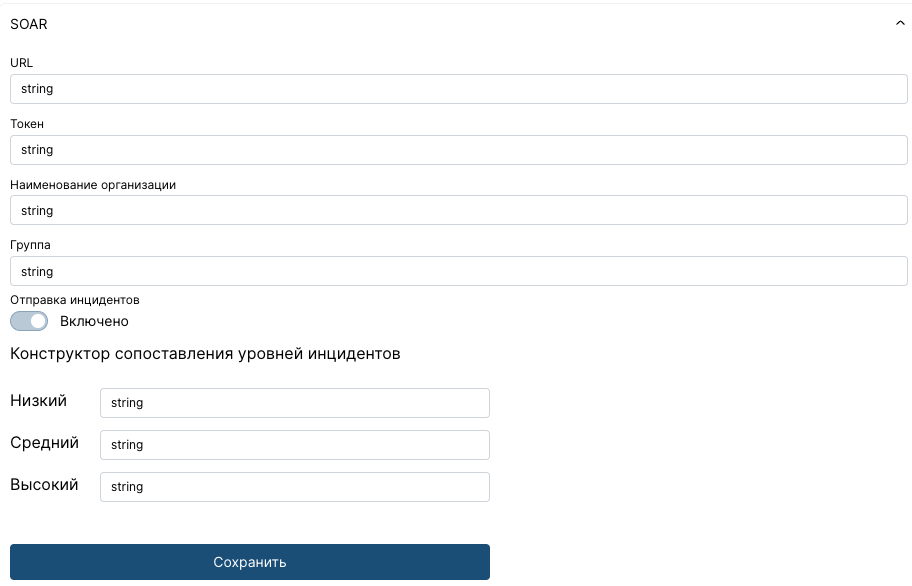 SOAR
URL
string
Токен
string
Наименование организации
string
Группа
string
Отправка инцидентов
Включено
Конструктор сопоставления уровней инцидентов
Низкий string
Средний string
Высокий string
Сохранить